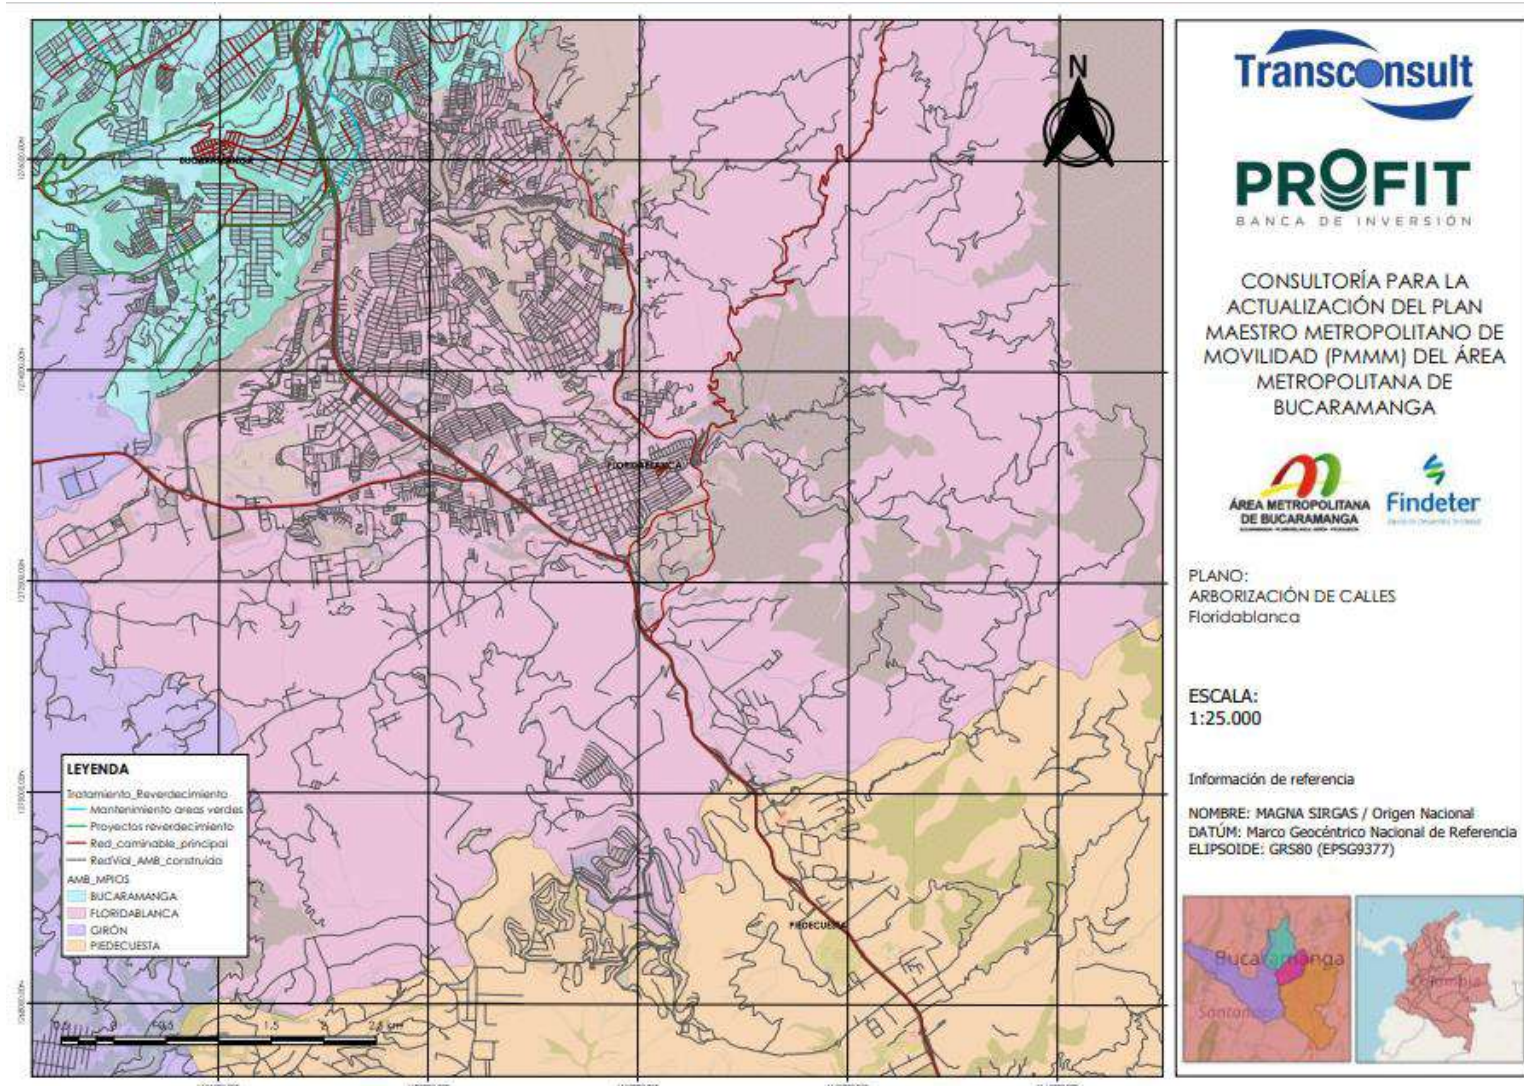 N
BUCARAMANGA
FLORIDABLANCA
PIEDECUESTA
LEYENDA
Tratamiento_Reverdecimiento
Mantenimiento areas verdes
Proyectos reverdecimiento
Red_caminable_principal
RedVial_AMB_construida
AMB_MPIOS
BUCARAMANGA
FLORIDABLANCA
GIRÓN
PIEDECUESTA
Transconsult
PROFIT
BANCA DE INVERSIÓN
CONSULTORÍA PARA LA
ACTUALIZACIÓN DEL PLAN
MAESTRO METROPOLITANO DE
MOVILIDAD (PMMM) DEL ÁREA
METROPOLITANA DE
BUCARAMANGA
ÁREA METROPOLITANA
DE BUCARAMANGA
Findeter
PLANO:
ARBORIZACIÓN DE CALLES
Floridablanca
ESCALA:
1:25.000
Información de referencia
NOMBRE: MAGNA SIRGAS / Origen Nacional
DATÚM: Marco Geocéntrico Nacional de Referencia
ELIPSOIDE: GRS80 (EPSG9377)
Bucaramanga
Santander
Colombia